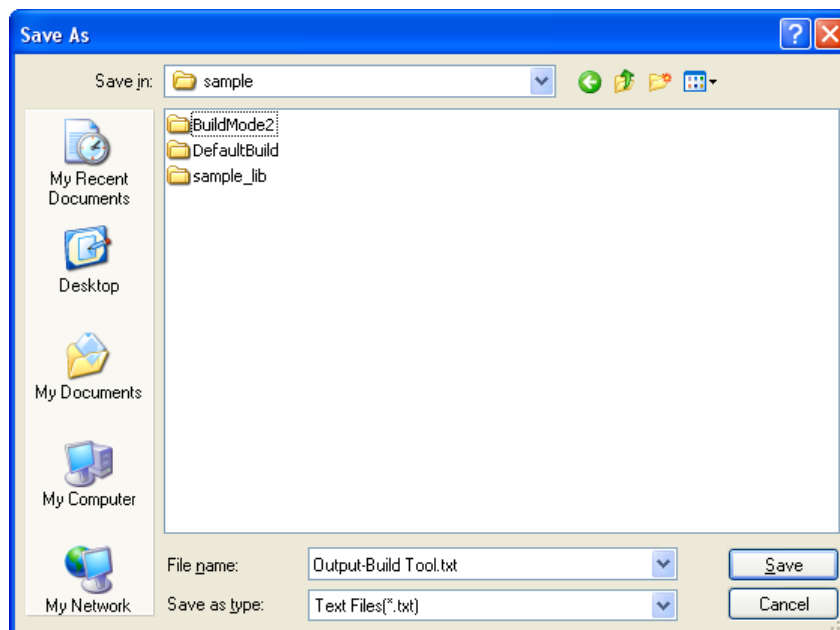 Save As
?
Save in: sample
BuildMode2
DefaultBuild
sample_lib
My Recent
Documents
Desktop
My Documents
My Computer
My Network
File name: Output-Build Tool.txt Save
Save as type: Text Files(*.txt) Cancel